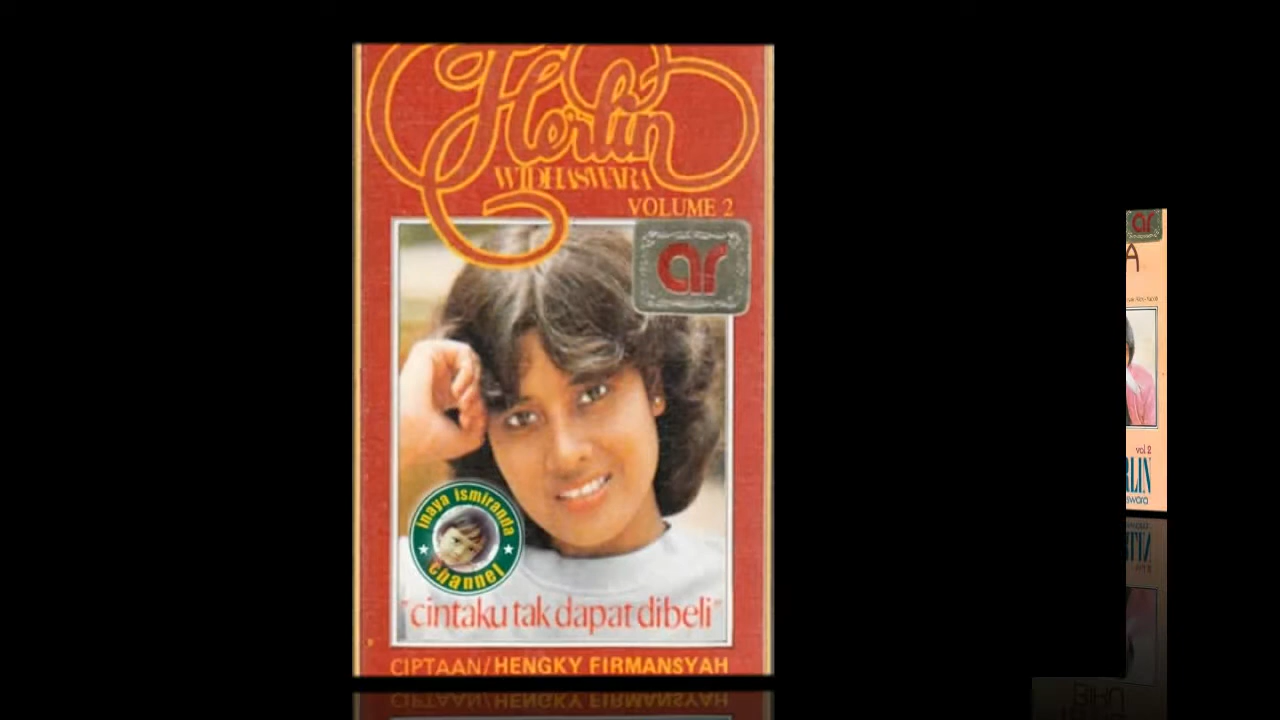 Herlin
WIDHASWARA
VOLUME 2
ar
inaya ismiranda
channel
"cintaku tak dapat dibeli"
CIPTAAN/HENGKY FIRMANSYAH
ar
A
vol 2
RLIN
swara